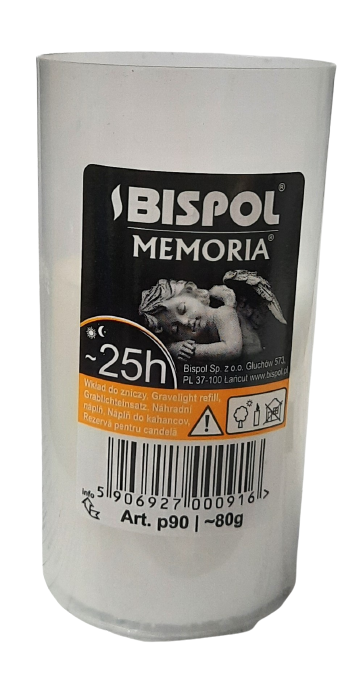 BISPOL®
MEMORIA®
~25h
Bispol Sp. z o.o. Głuchów 573,
PL 37-100 Łańcut www.bispol.pl
Wkład do zniczy, Gravelight refill,
Grablichteinsatz, Náhradní
náplň, Náplň do kahancov,
Rezervă pentru candelă
info 5 906927 000916 >
Art. p90 | ~80g